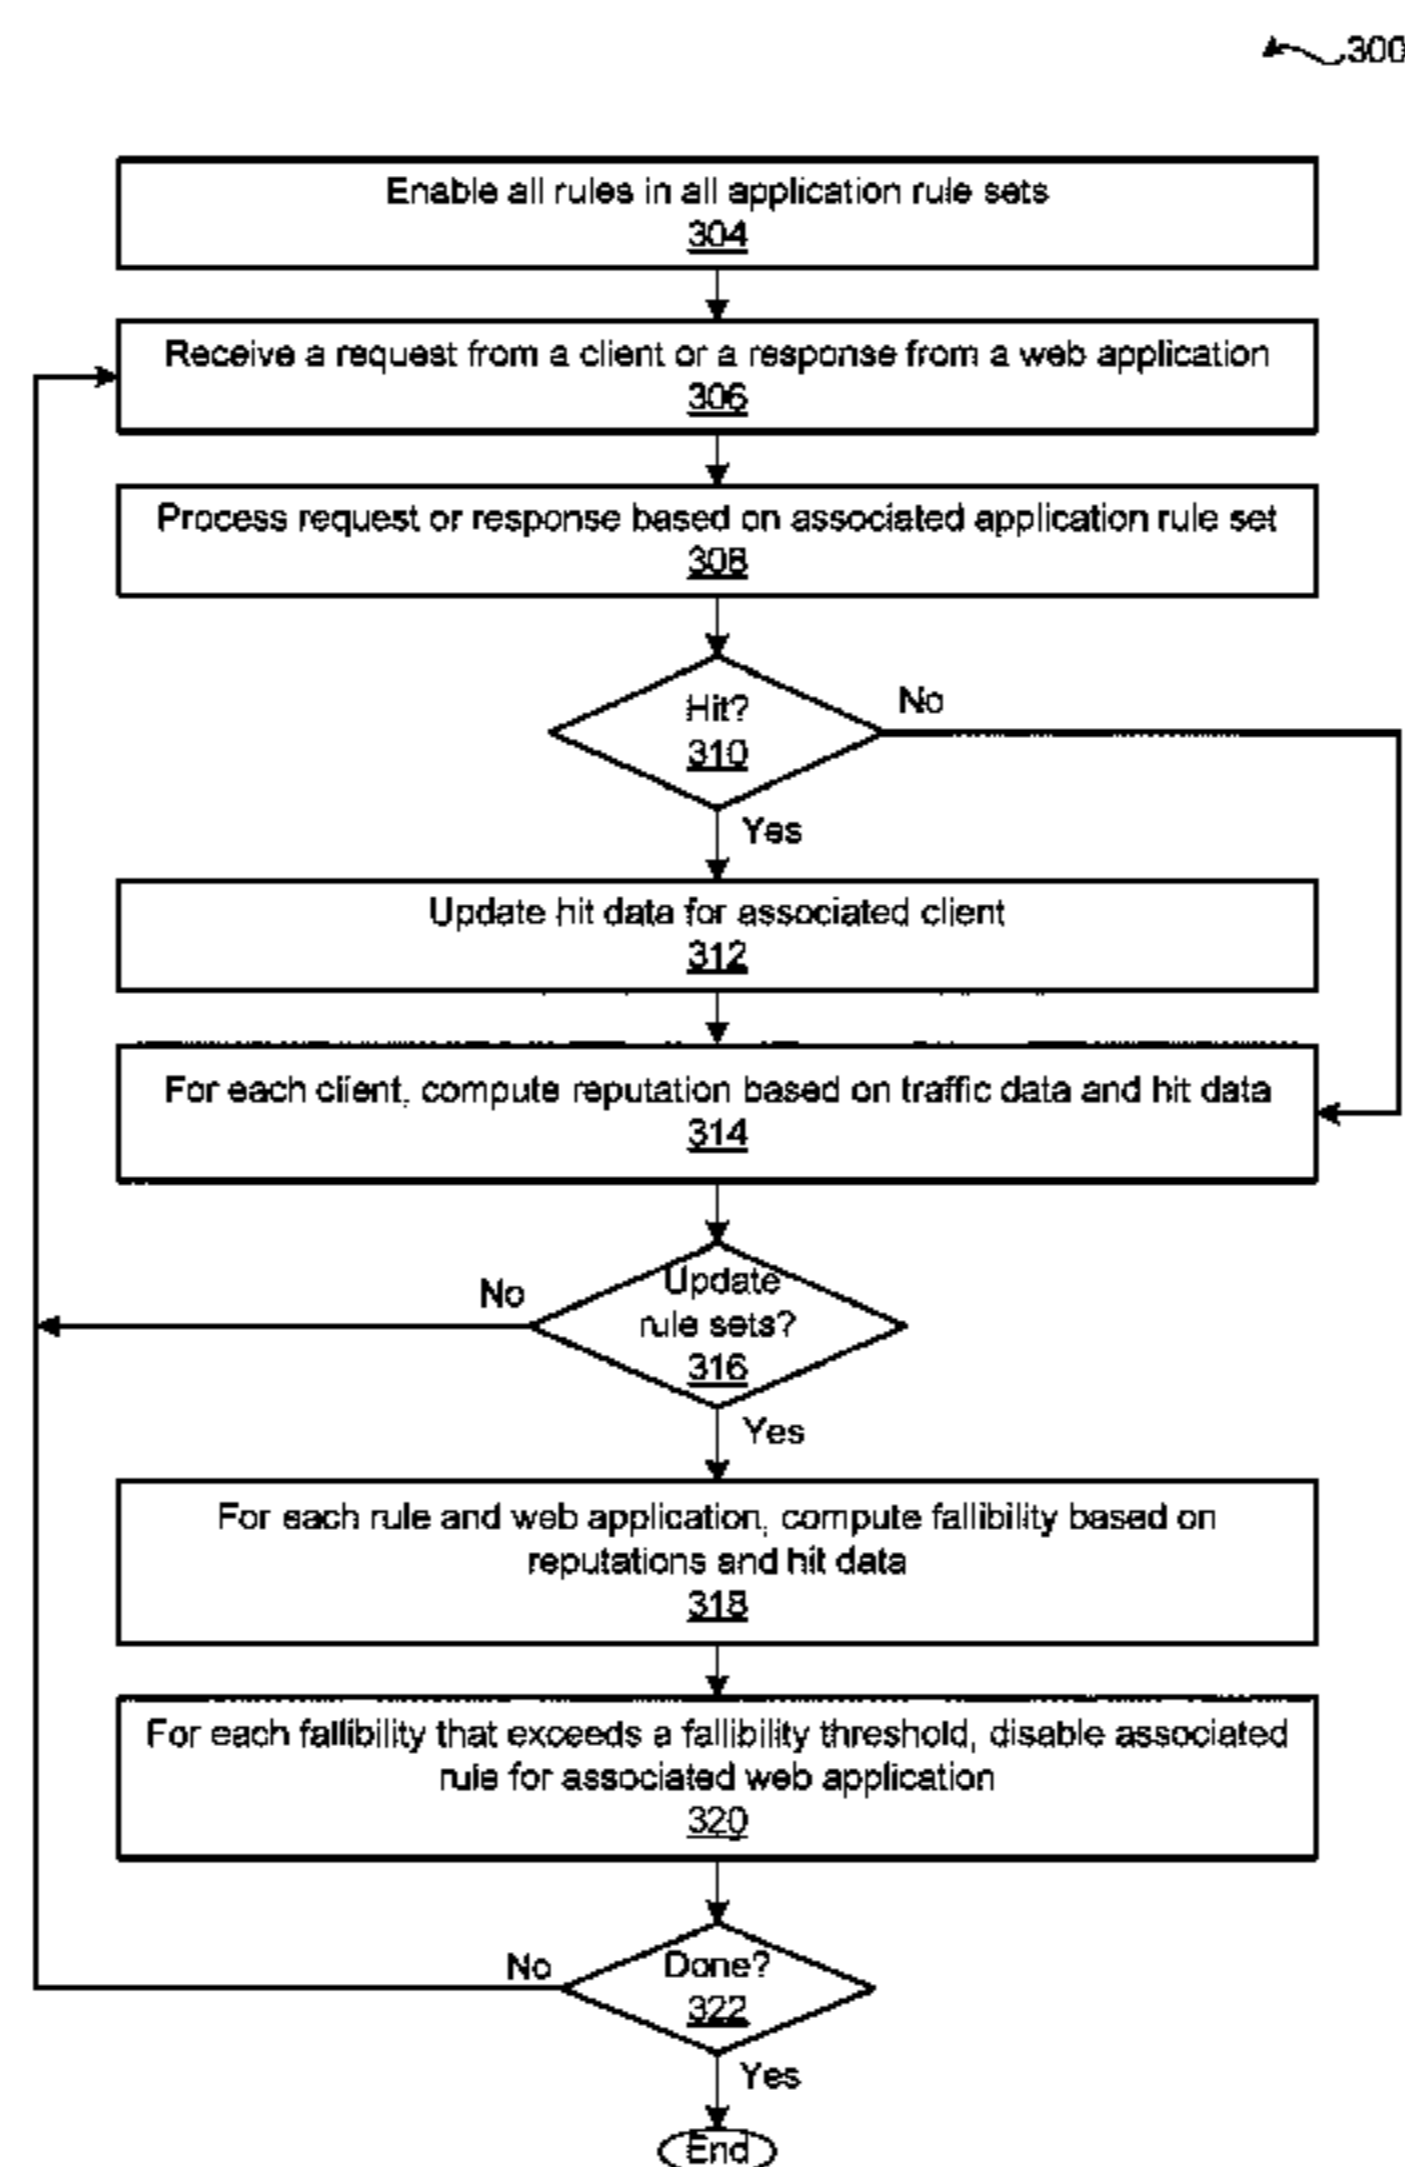 300
Enable all rules in all application rule sets
304
Receive a request from a client or a response from a web application
306
Process request or response based on associated application rule set
308
Hit?
310
No
Yes
Update hit data for associated client
312
For each client, compute reputation based on traffic data and hit data
314
Update
rule sets?
316
No
Yes
For each rule and web application, compute fallibility based on
reputations and hit data
318
For each fallibility that exceeds a fallibility threshold, disable associated
rule for associated web application
320
Done?
322
No
Yes
End